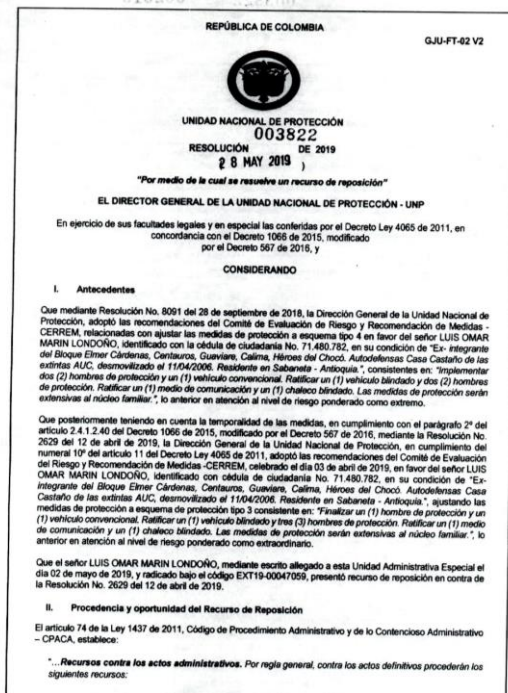 REPÚBLICA DE COLOMBIA
GJU-FT-02 V2
UNIDAD NACIONAL DE PROTECCIÓN
003822
RESOLUCIÓN DE 2019
28 MAY 2019 )
"Por medio de la cual se resuelve un recurso de reposición"
EL DIRECTOR GENERAL DE LA UNIDAD NACIONAL DE PROTECCIÓN - UNP
En ejercicio de sus facultades legales y en especial las conferidas por el Decreto Ley 4065 de 2011, en
concordancia con el Decreto 1066 de 2015, modificado
por el Decreto 567 de 2016, y
CONSIDERANDO
I. Antecedentes
Que mediante Resolución No. 8091 del 28 de septiembre de 2018, la Dirección General de la Unidad Nacional de
Protección, adoptó las recomendaciones del Comité de Evaluación de Riesgo y Recomendación de Medidas -
CERREM, relacionadas con ajustar las medidas de protección a esquema tipo 4 en favor del señor LUIS OMAR
MARIN LONDOÑO, identificado con la cédula de ciudadanía No. 71.480.782, en su condición de "Ex- integrante
del Bloque Elmer Cárdenas, Centauros, Guaviare, Calima, Héroes del Chocó. Autodefensas Casa Castaño de las
extintas AUC, desmovilizado el 11/04/2006. Residente en Sabaneta - Antioquia.", consistentes en: "Implementar
dos (2) hombres de protección y un (1) vehículo convencional. Ratificar un (1) vehículo blindado y dos (2) hombres
de protección. Ratificar un (1) medio de comunicación y un (1) chaleco blindado. Las medidas de protección serán
extensivas al núcleo familiar.", lo anterior en atención al nivel de riesgo ponderado como extremo.
Que posteriormente teniendo en cuenta la temporalidad de las medidas, en cumplimiento con el parágrafo 2º del
artículo 2.4.1.2.40 del Decreto 1066 de 2015, modificado por el Decreto 567 de 2016, mediante la Resolución No.
2629 del 12 de abril de 2019, la Dirección General de la Unidad Nacional de Protección, en cumplimiento del
numeral 10º del artículo 11 del Decreto Ley 4065 de 2011, adoptó las recomendaciones del Comité de Evaluación
del Riesgo y Recomendación de Medidas -CERREM, celebrado el día 03 de abril de 2019, en favor del señor LUIS
OMAR MARIN LONDOÑO, identificado con cédula de ciudadanía No. 71.480.782, en su condición de "Ex-
integrante del Bloque Elmer Cárdenas, Centauros, Guaviare, Calima, Héroes del Chocó. Autodefensas Casa
Castaño de las extintas AUC, desmovilizado el 11/04/2006. Residente en Sabaneta - Antioquia.", ajustando las
medidas de protección a esquema de protección tipo 3 consistente en: "Finalizar un (1) hombre de protección y un
(1) vehículo convencional. Ratificar un (1) vehículo blindado y tres (3) hombres de protección. Ratificar un (1) medio
de comunicación y un (1) chaleco blindado. Las medidas de protección serán extensivas al núcleo familiar.", lo
anterior en atención al nivel de riesgo ponderado como extraordinario.
Que el señor LUIS OMAR MARIN LONDOÑO, mediante escrito allegado a esta Unidad Administrativa Especial el
día 02 de mayo de 2019, y radicado bajo el código EXT19-00047059, presentó recurso de reposición en contra de
la Resolución No. 2629 del 12 de abril de 2019.
II. Procedencia y oportunidad del Recurso de Reposición
El artículo 74 de la Ley 1437 de 2011, Código de Procedimiento Administrativo y de lo Contencioso Administrativo
– CPACA, establece:
"...Recursos contra los actos administrativos. Por regla general, contra los actos definitivos procederán los
siguientes recursos: